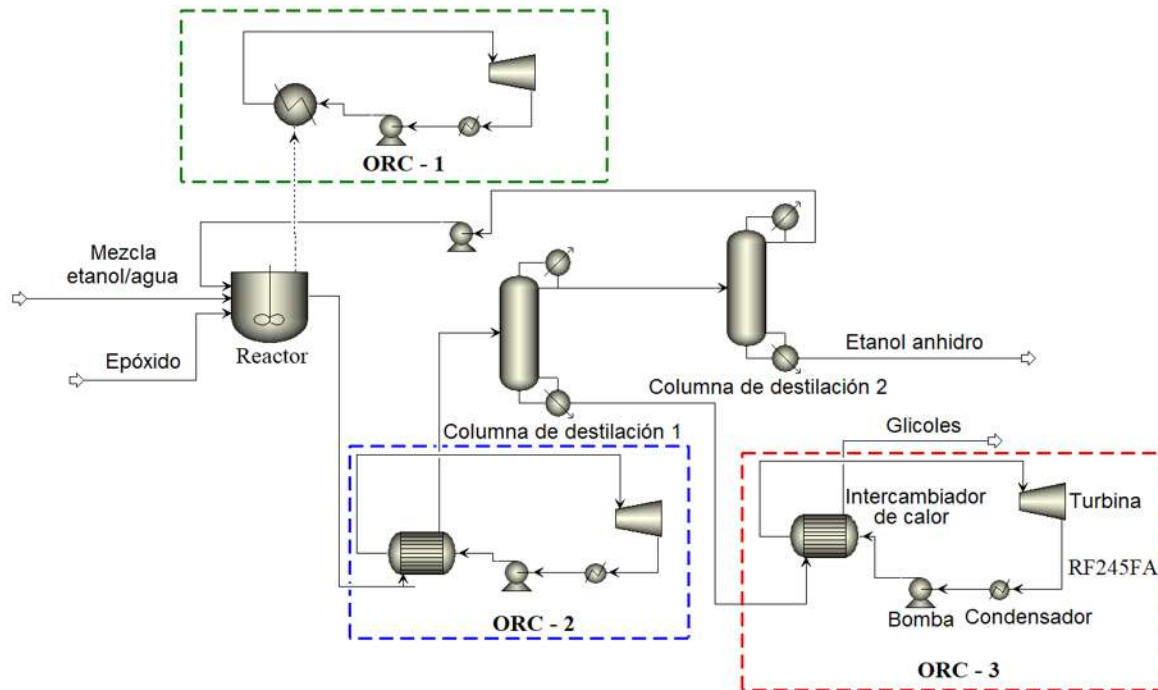 ORC - 1
Mezcla
etanol/agua
Epóxido
Reactor
Etanol anhidro
Columna de destilación 2
Columna de destilación 1
Glicoles
Intercambiador
de calor
Turbina
RF245FA
Bomba
Condensador
ORC - 2
ORC - 3